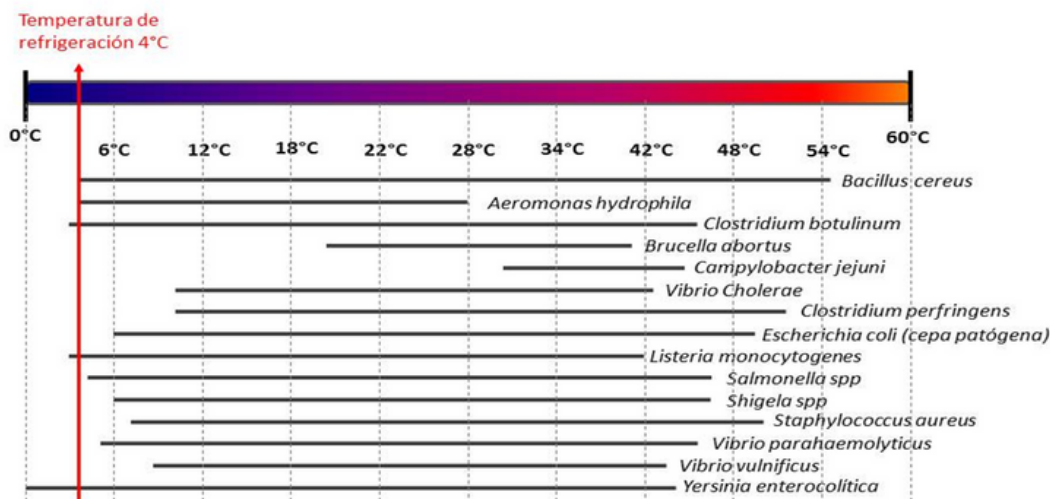 Temperatura de
refrigeración 4°C
0°C
60°C
6°C 12°C 18°C 22°C 28°C 34°C 42°C 48°C 54°C
Bacillus cereus
Aeromonas hydrophila
Clostridium botulinum
Brucella abortus
Campylobacter jejuni
Vibrio Cholerae
Clostridium perfringens
Escherichia coli (cepa patógena)
Listeria monocytogenes
Salmonella spp
Shigela spp
Staphylococcus aureus
Vibrio parahaemolyticus
Vibrio vulnificus
Yersinia enterocolítica